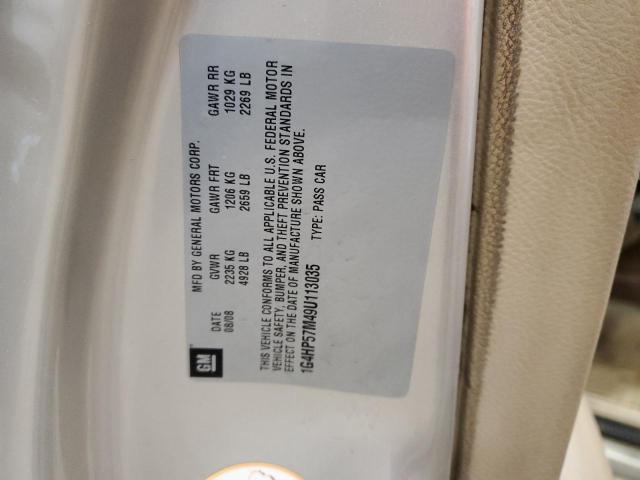 GM
MFD BY GENERAL MOTORS CORP.
DATE GVWR GAWR FRT GAWR RR
08/08 2235 KG 1206 KG 1029 KG
4928 LB 2659 LB 2269 LB
THIS VEHICLE CONFORMS TO ALL APPLICABLE U.S. FEDERAL MOTOR
VEHICLE SAFETY, BUMPER, AND THEFT PREVENTION STANDARDS IN
EFFECT ON THE DATE OF MANUFACTURE SHOWN ABOVE.
1G4HP57M49U113035 TYPE: PASS CAR